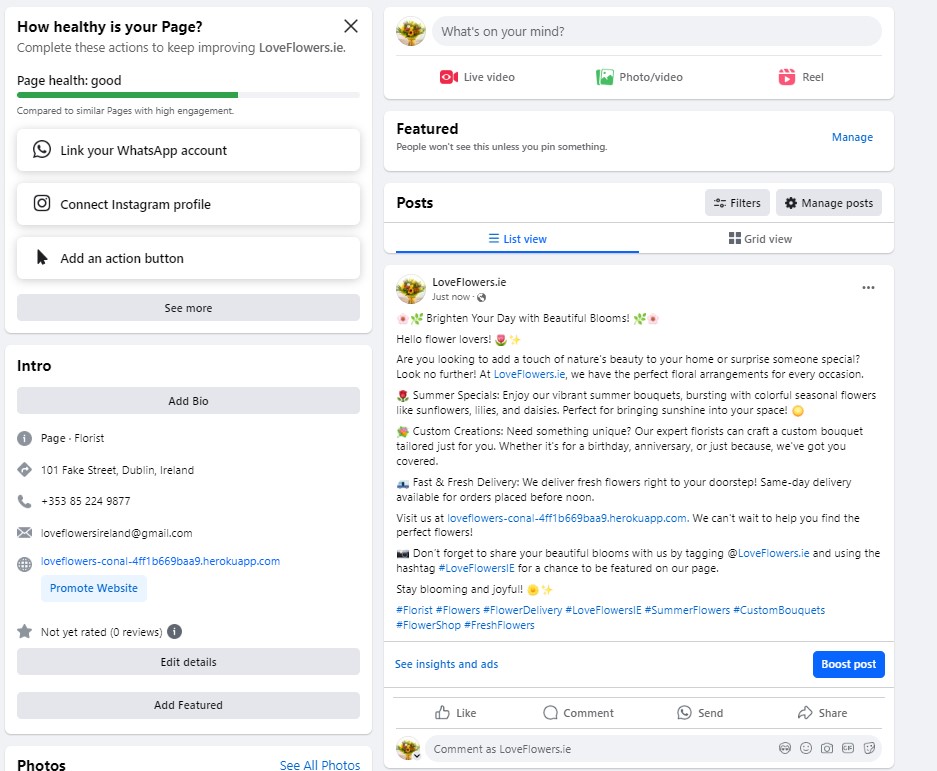 How healthy is your Page?
Complete these actions to keep improving LoveFlowers.ie.
Page health: good
Compared to similar Pages with high engagement.
Link your WhatsApp account
Connect Instagram profile
Add an action button
See more
Intro
Add Bio
Page · Florist
101 Fake Street, Dublin, Ireland
+353 85 224 9877
loveflowersireland@gmail.com
loveflowers-conal-4ff1b669baa9.herokuapp.com
Promote Website
Not yet rated (0 reviews)
Edit details
Add Featured
Photos
See All Photos
What's on your mind?
Live video
Photo/video
Reel
Featured
Manage
People won't see this unless you pin something.
Posts
Filters
Manage posts
List view
Grid view
LoveFlowers.ie
Just now ·
🌸🌿 Brighten Your Day with Beautiful Blooms! 🌿🌸
Hello flower lovers! 🌷✨
Are you looking to add a touch of nature's beauty to your home or surprise someone special?
Look no further! At LoveFlowers.ie, we have the perfect floral arrangements for every occasion.
🌹 Summer Specials: Enjoy our vibrant summer bouquets, bursting with colorful seasonal flowers
like sunflowers, lilies, and daisies. Perfect for bringing sunshine into your space! 🌞
💐 Custom Creations: Need something unique? Our expert florists can craft a custom bouquet
tailored just for you. Whether it's for a birthday, anniversary, or just because, we've got you
covered.
🚙 Fast & Fresh Delivery: We deliver fresh flowers right to your doorstep! Same-day delivery
available for orders placed before noon.
Visit us at loveflowers-conal-4ff1b669baa9.herokuapp.com. We can't wait to help you find the
perfect flowers!
📸 Don't forget to share your beautiful blooms with us by tagging @LoveFlowers.ie and using the
hashtag #LoveFlowersIE for a chance to be featured on our page.
Stay blooming and joyful! 🌼✨
#Florist #Flowers #FlowerDelivery #LoveFlowersIE #SummerFlowers #CustomBouquets
#FlowerShop #FreshFlowers
See insights and ads
Boost post
Like
Comment
Send
Share
Comment as LoveFlowers.ie
GIF